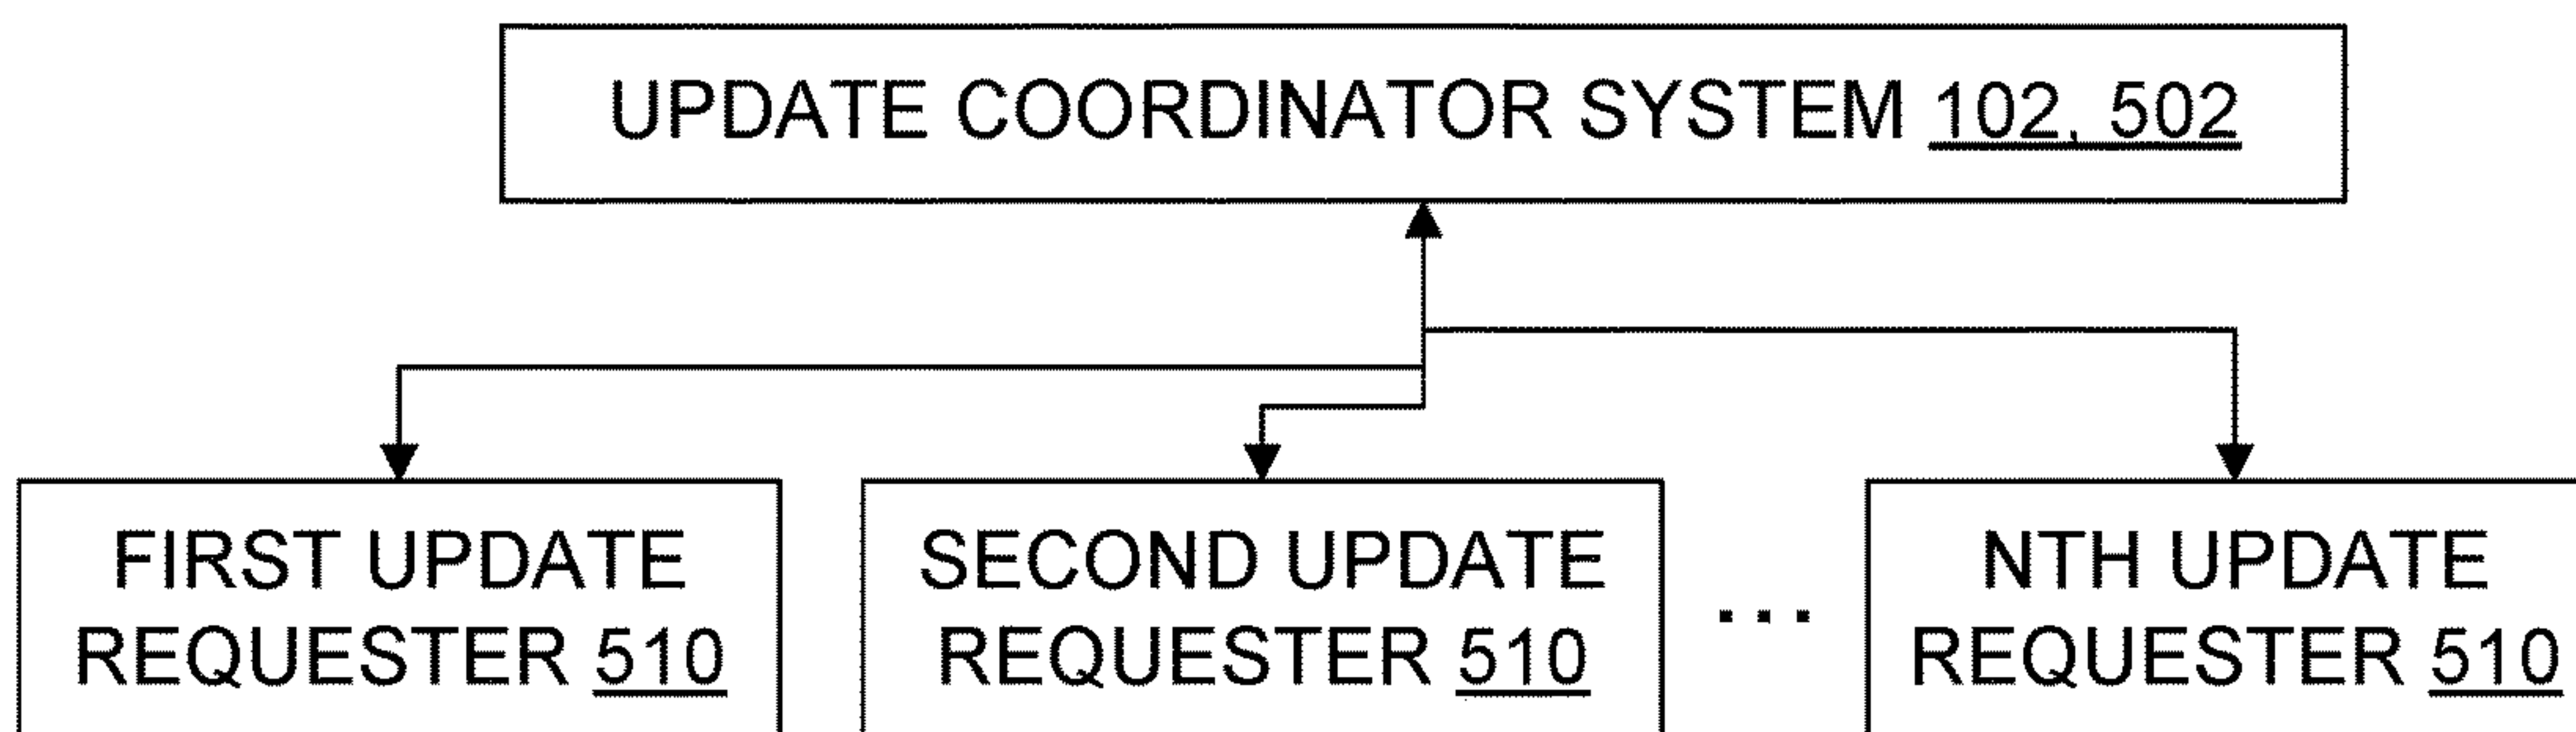 UPDATE COORDINATOR SYSTEM 102, 502
FIRST UPDATE
REQUESTER 510
SECOND UPDATE
REQUESTER 510
...
NTH UPDATE
REQUESTER 510